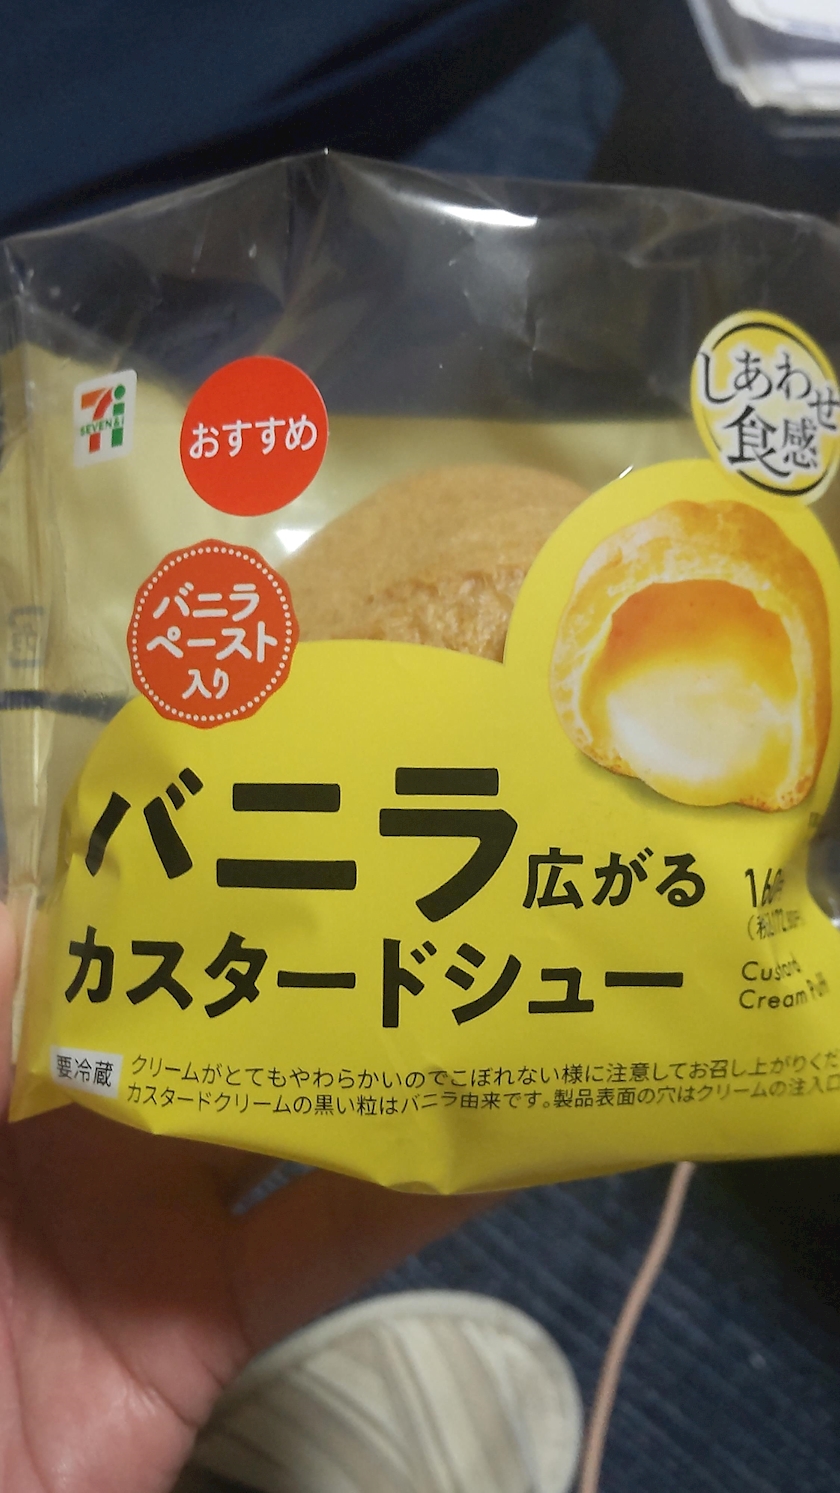 SEVEN&I
おすすめ
しあわせ
食感
バニラ
ペースト
入り
バニラ広がる
カスタードシュー
Custard
Cream Puff
要冷蔵
クリームがとてもやわらかいのでこぼれない様に注意してお召し上がりくだ
カスタードクリームの黒い粒はバニラ由来です。製品表面の穴はクリームの注入口